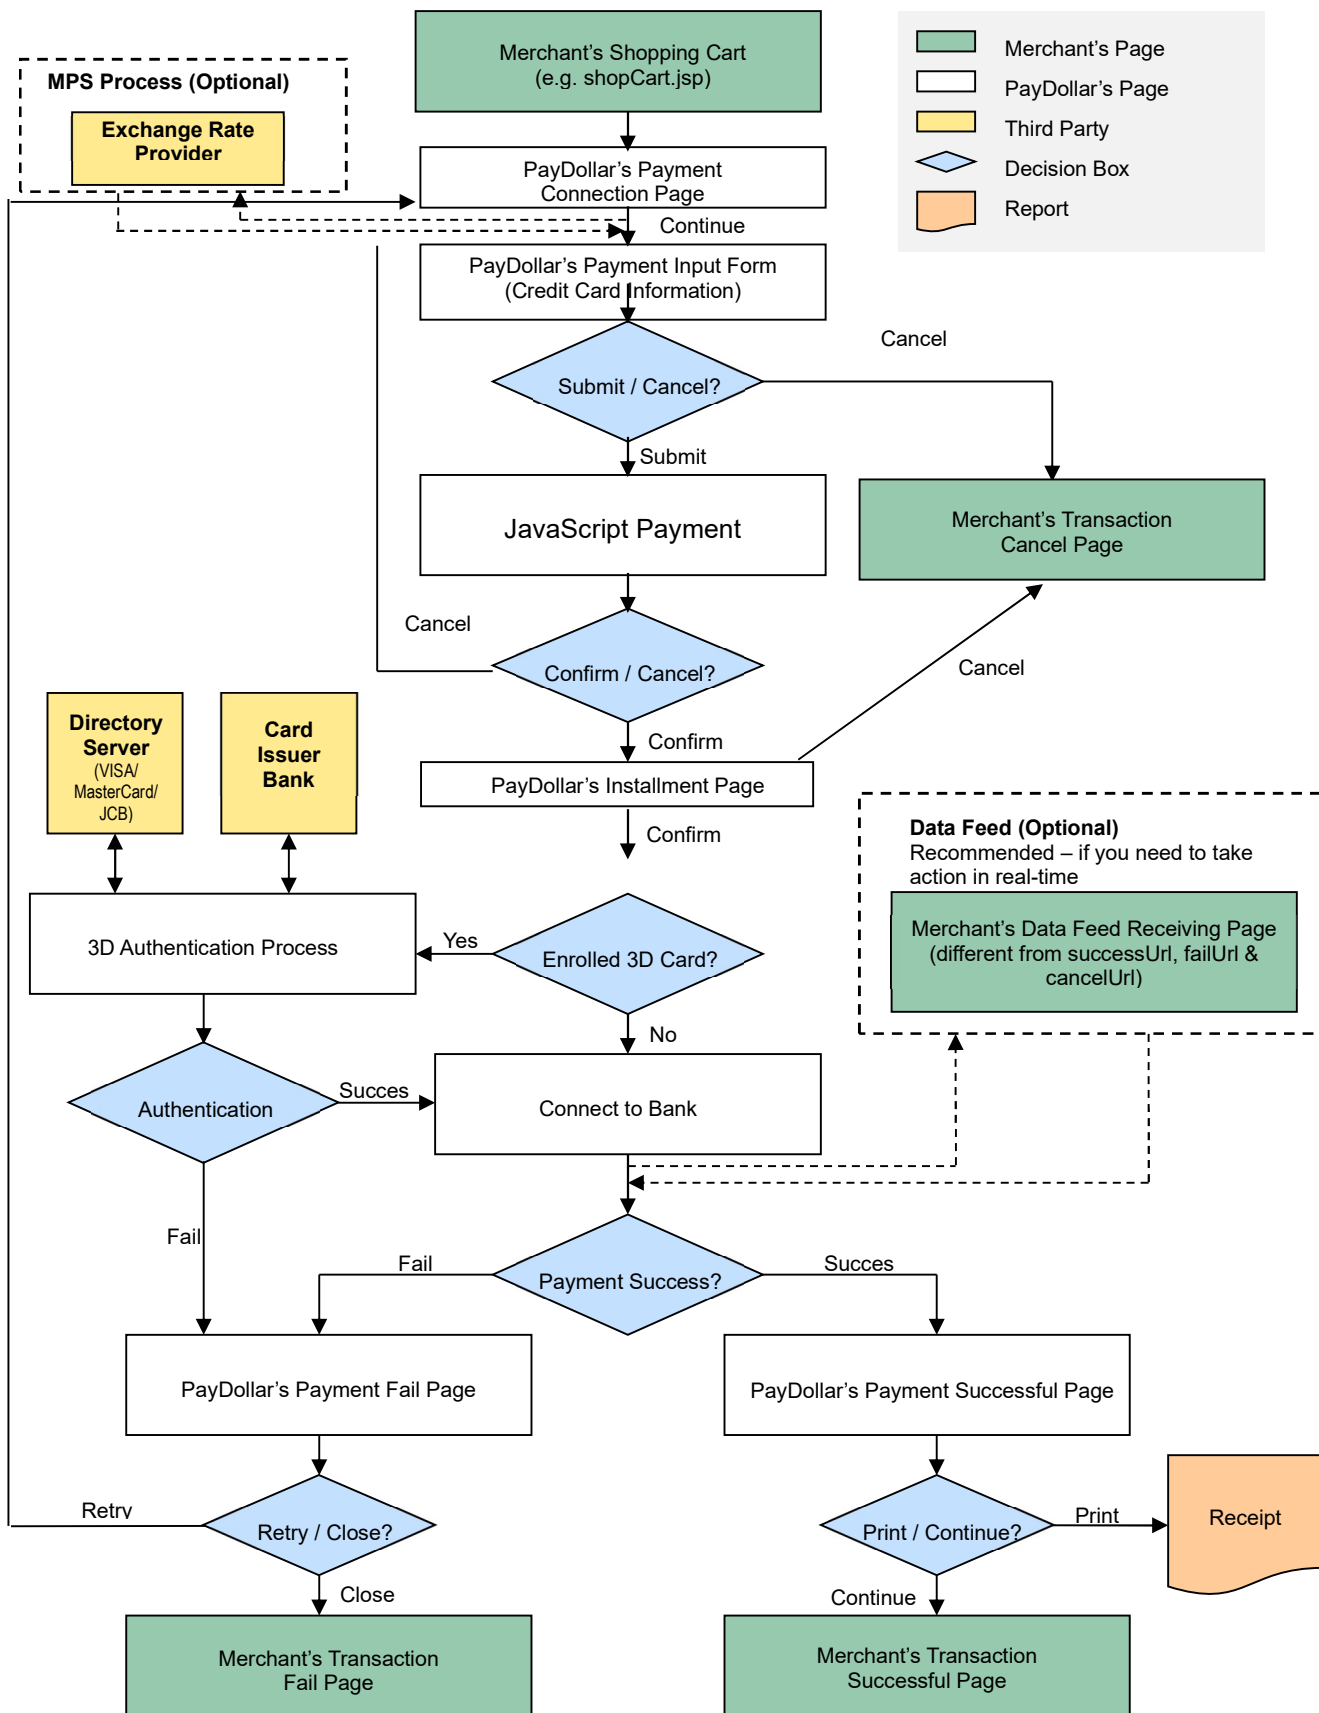 Merchant's Shopping Cart
(e.g. shopCart.jsp)
Merchant's Page
PayDollar's Page
Third Party
Decision Box
Report
MPS Process (Optional)
Exchange Rate
Provider
PayDollar's Payment
Connection Page
Continue
PayDollar's Payment Input Form
(Credit Card Information)
Cancel
Submit / Cancel?
Submit
JavaScript Payment
Merchant's Transaction
Cancel Page
Cancel
Confirm / Cancel?
Cancel
Confirm
Directory
Server
(VISA/
MasterCard/
JCB)
Card
Issuer
Bank
PayDollar's Installment Page
Confirm
Data Feed (Optional)
Recommended – if you need to take
action in real-time
Merchant's Data Feed Receiving Page
(different from successUrl, failUrl &
cancelUrl)
3D Authentication Process
Yes
Enrolled 3D Card?
No
Authentication
Succes
Connect to Bank
Fail
Fail
Payment Success?
Succes
PayDollar's Payment Fail Page
PayDollar's Payment Successful Page
Retry
Retry / Close?
Print / Continue?
Print
Receipt
Close
Continue
Merchant's Transaction
Fail Page
Merchant's Transaction
Successful Page